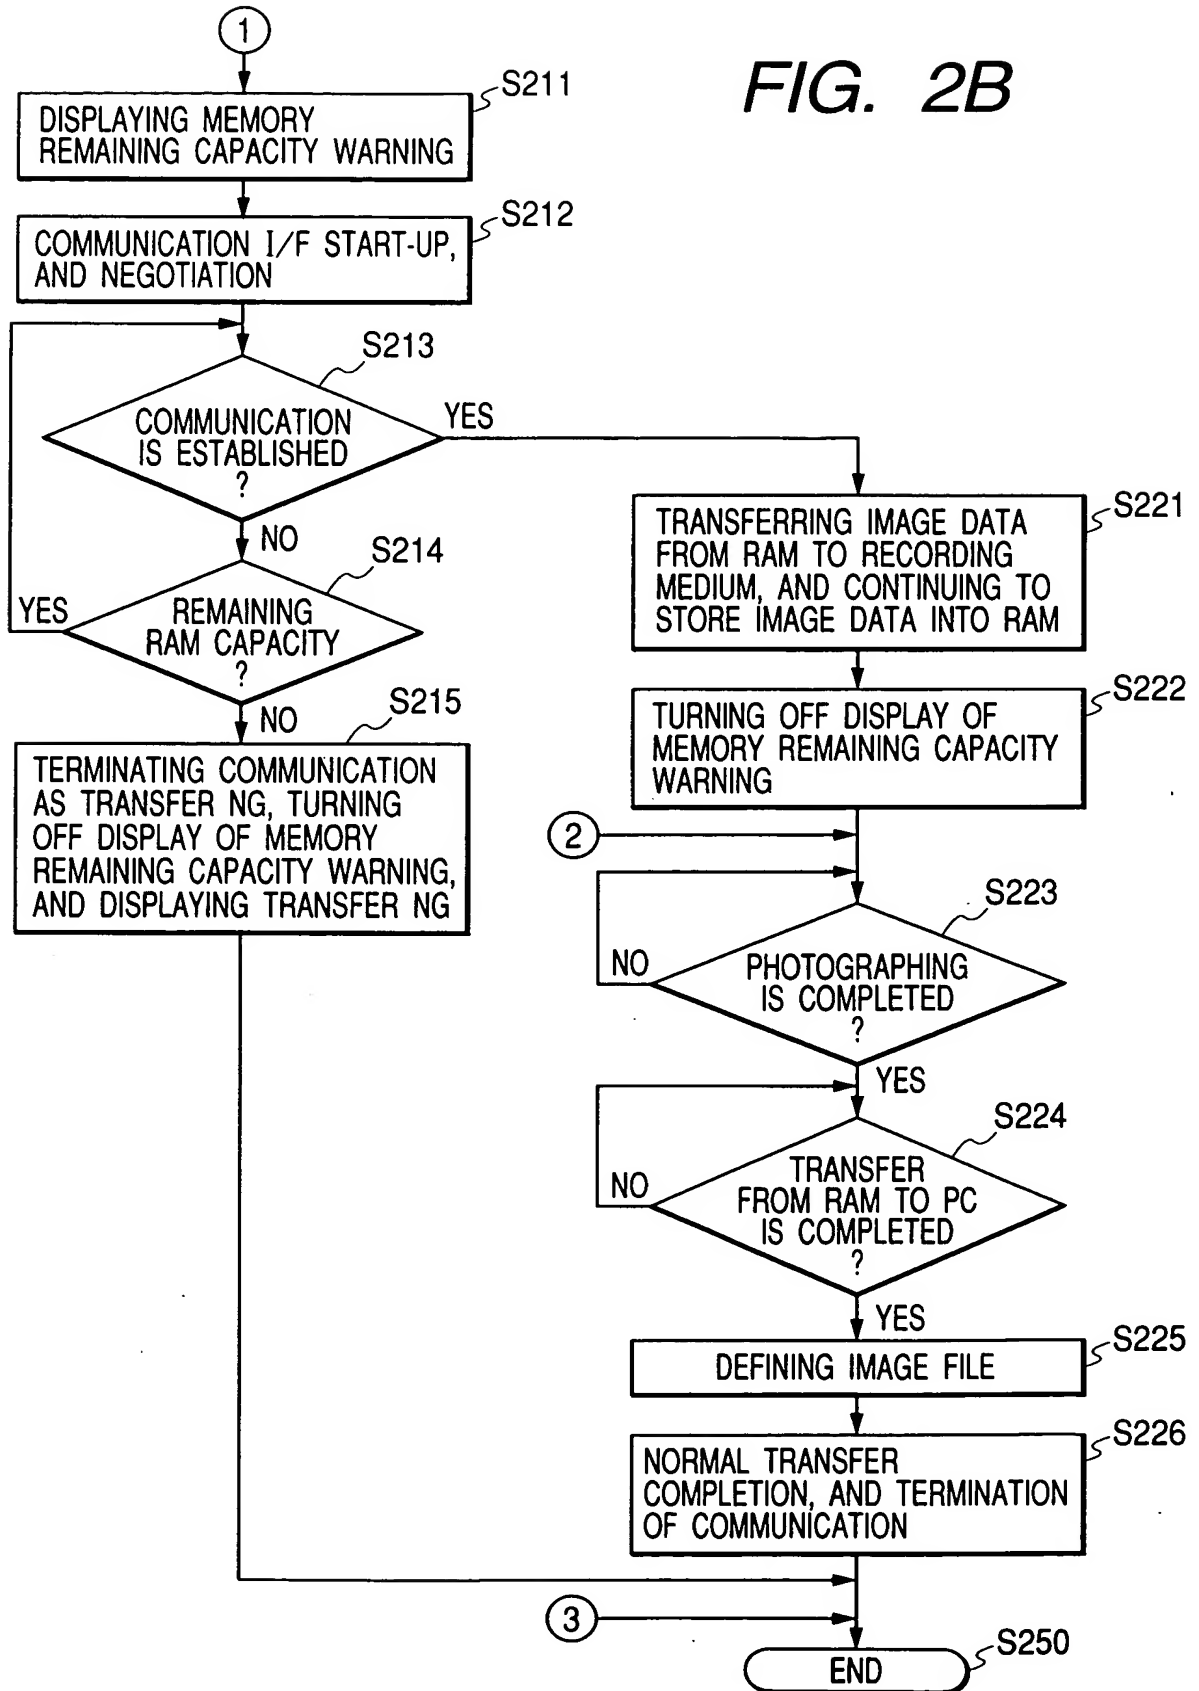 FIG. 2B
1
S211
DISPLAYING MEMORY
REMAINING CAPACITY WARNING
S212
COMMUNICATION I/F START-UP,
AND NEGOTIATION
S213
COMMUNICATION
IS ESTABLISHED
?
YES
NO
S214
REMAINING
RAM CAPACITY
?
YES
NO
S215
TERMINATING COMMUNICATION
AS TRANSFER NG, TURNING
OFF DISPLAY OF MEMORY
REMAINING CAPACITY WARNING,
AND DISPLAYING TRANSFER NG
S221
TRANSFERRING IMAGE DATA
FROM RAM TO RECORDING
MEDIUM, AND CONTINUING TO
STORE IMAGE DATA INTO RAM
S222
TURNING OFF DISPLAY OF
MEMORY REMAINING CAPACITY
WARNING
2
S223
PHOTOGRAPHING
IS COMPLETED
?
NO
YES
S224
TRANSFER
FROM RAM TO PC
IS COMPLETED
?
NO
YES
S225
DEFINING IMAGE FILE
S226
NORMAL TRANSFER
COMPLETION, AND TERMINATION
OF COMMUNICATION
3
S250
END